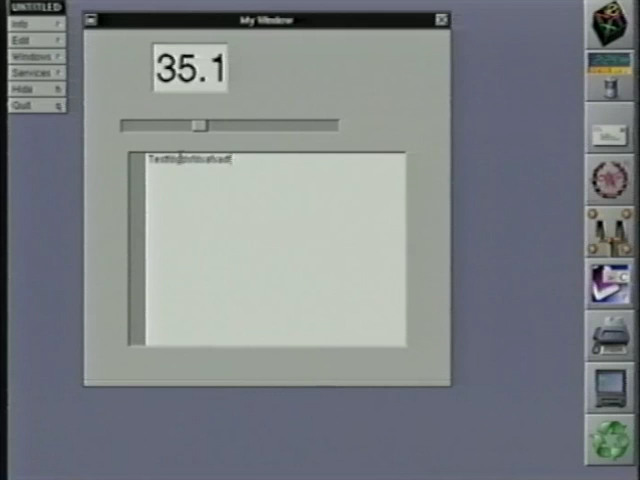 UNTITLED
Info
Edit
Windows
Services
Hide h
Quit q
My Window
35.1